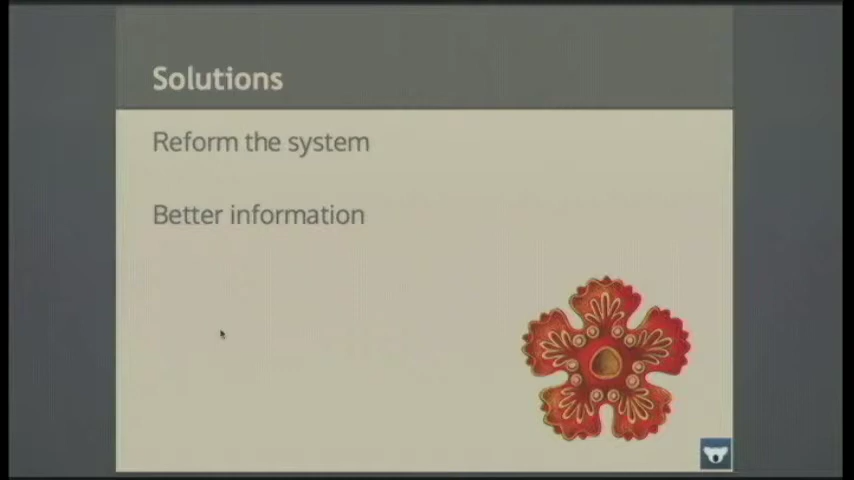 Solutions
Reform the system
Better information